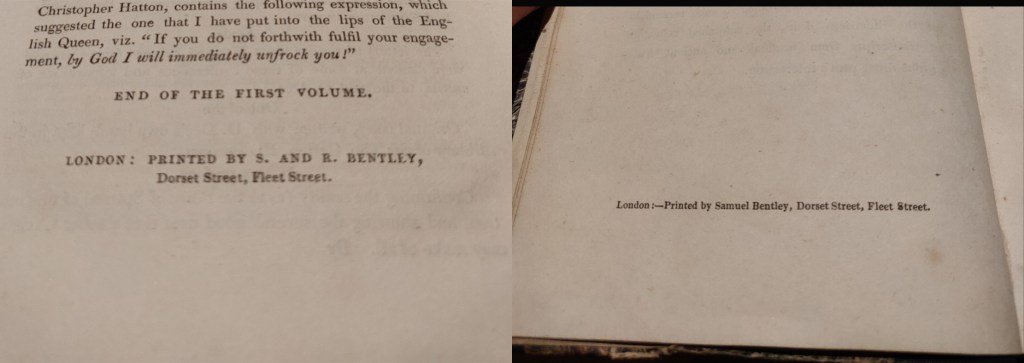 Christopher Hatton, contains the following expression, which
suggested the one that I have put into the lips of the Eng-
lish Queen, viz. “If you do not forthwith fulfil your engage-
ment, by God I will immediately unfrock you!”
END OF THE FIRST VOLUME.
LONDON: PRINTED BY S. AND R. BENTLEY,
Dorset Street, Fleet Street.
London:—Printed by Samuel Bentley, Dorset Street, Fleet Street.